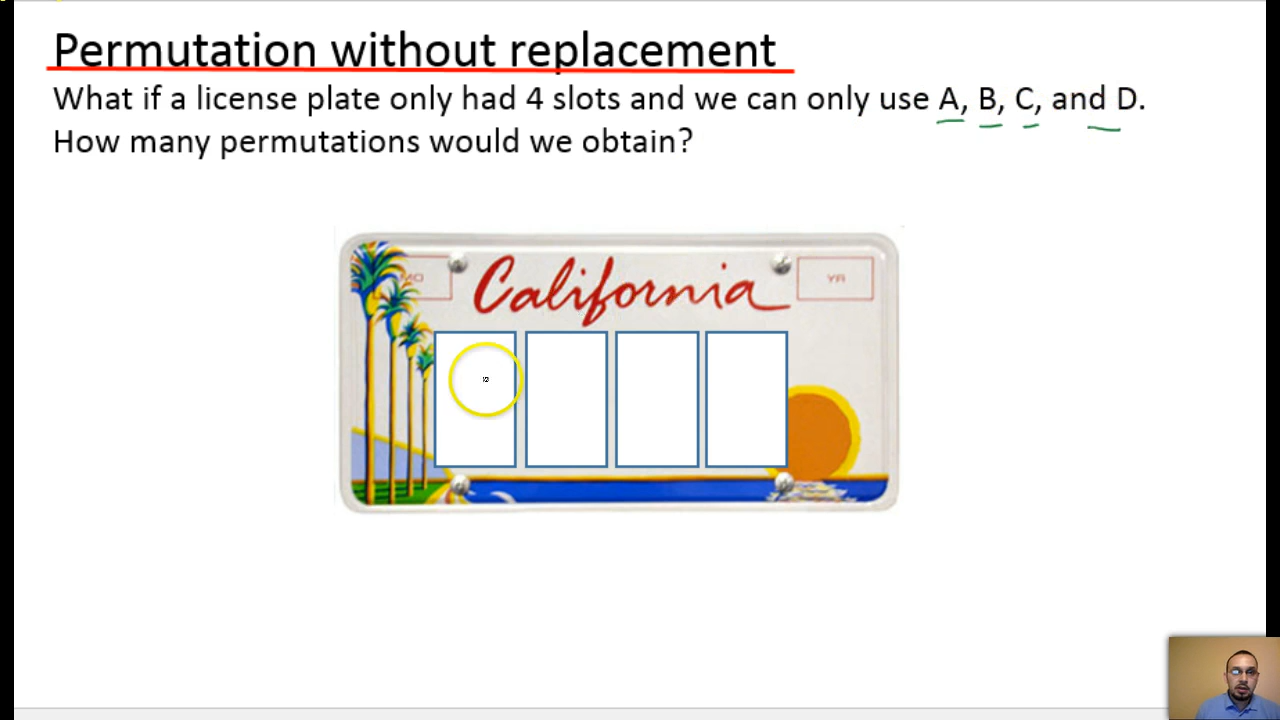 Permutation without replacement
What if a license plate only had 4 slots and we can only use A, B, C, and D.
How many permutations would we obtain?
MO
California
YR